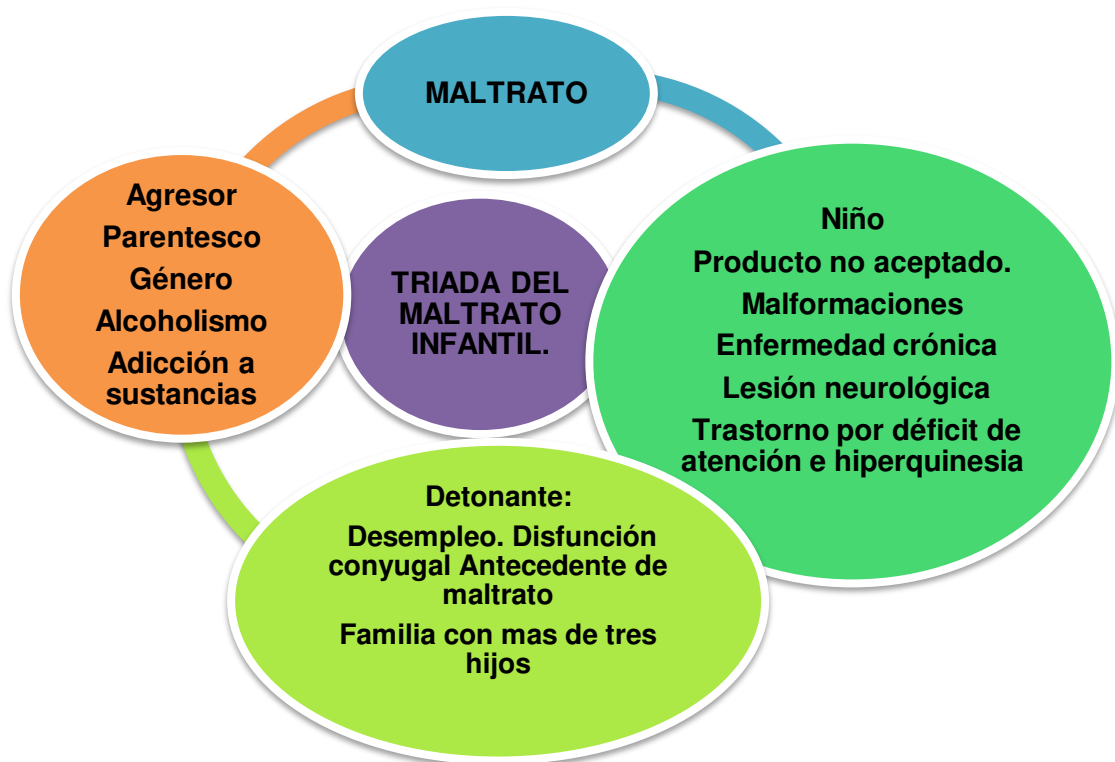 MALTRATO
Agresor
Parentesco
Género
Alcoholismo
Adicción a
sustancias
TRIADA DEL
MALTRATO
INFANTIL.
Niño
Producto no aceptado.
Malformaciones
Enfermedad crónica
Lesión neurológica
Trastorno por déficit de
atención e hiperquinesia
Detonante:
Desempleo. Disfunción
conyugal Antecedente de
maltrato
Familia con mas de tres
hijos